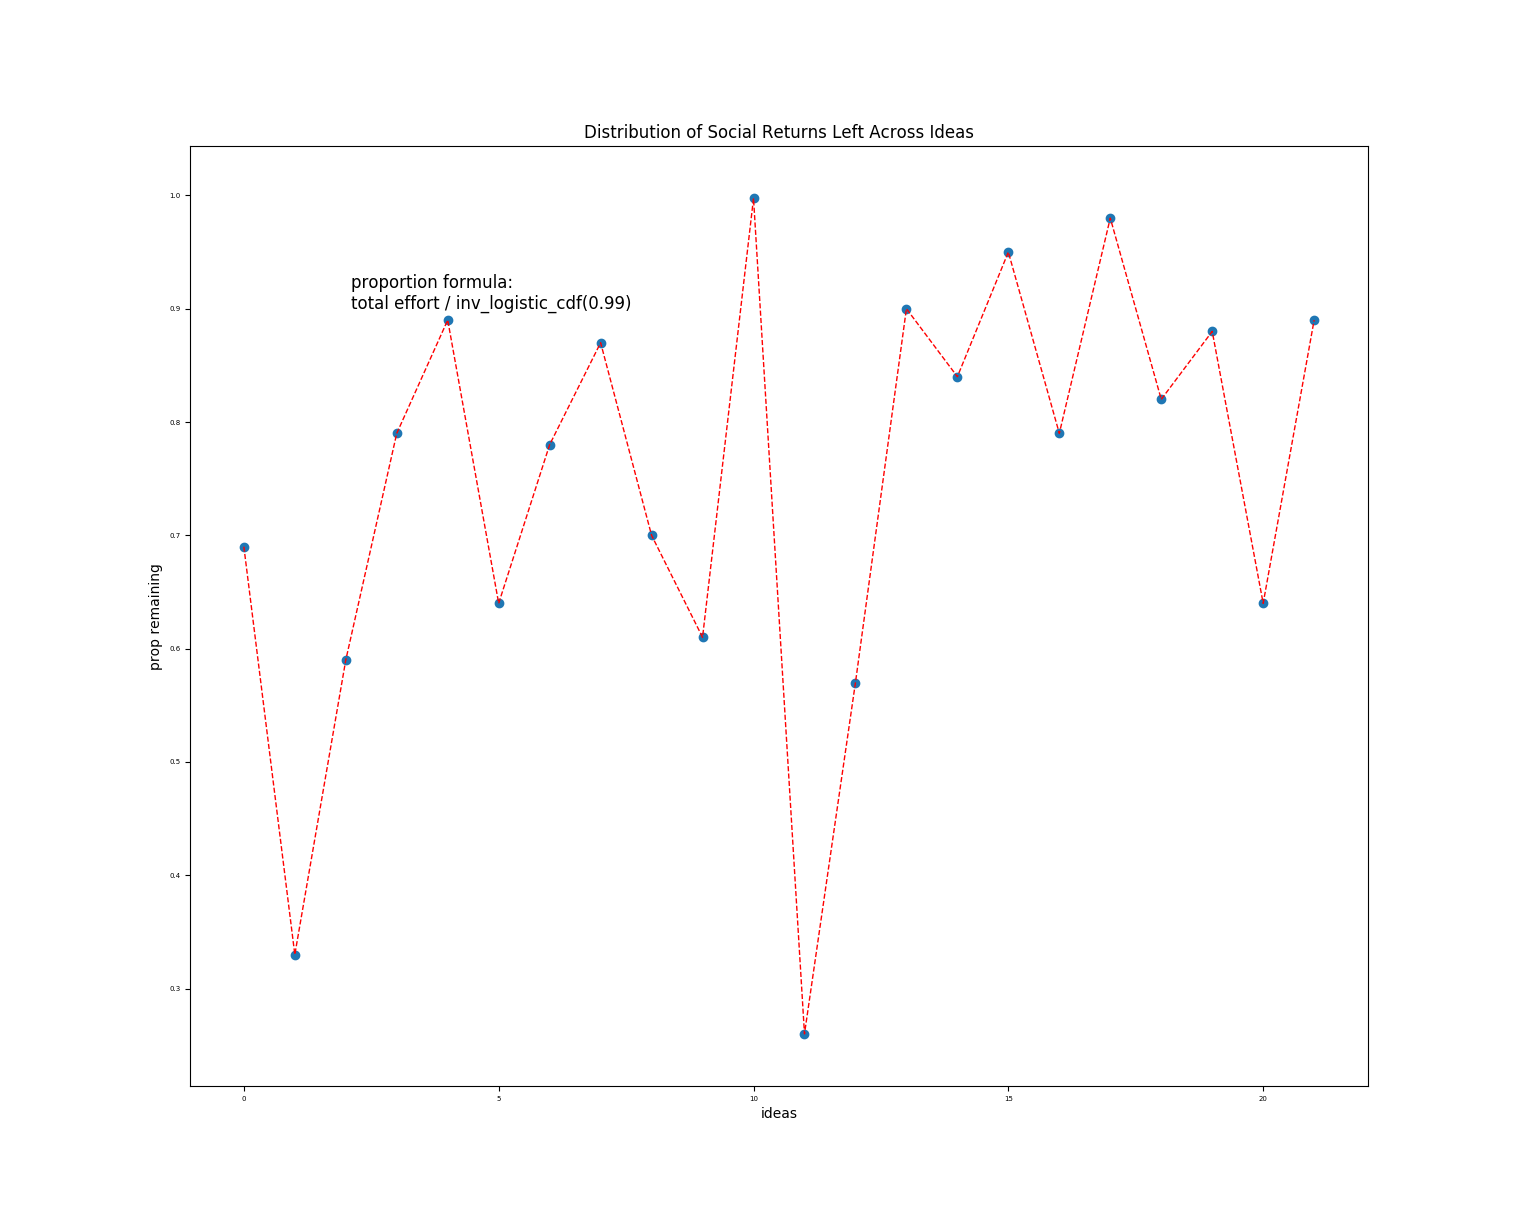 Distribution of Social Returns Left Across Ideas
proportion formula:
total effort / inv_logistic_cdf(0.99)
prop remaining
1.0
0.9
0.8
0.7
0.6
0.5
0.4
0.3
0
5
10
15
20
ideas